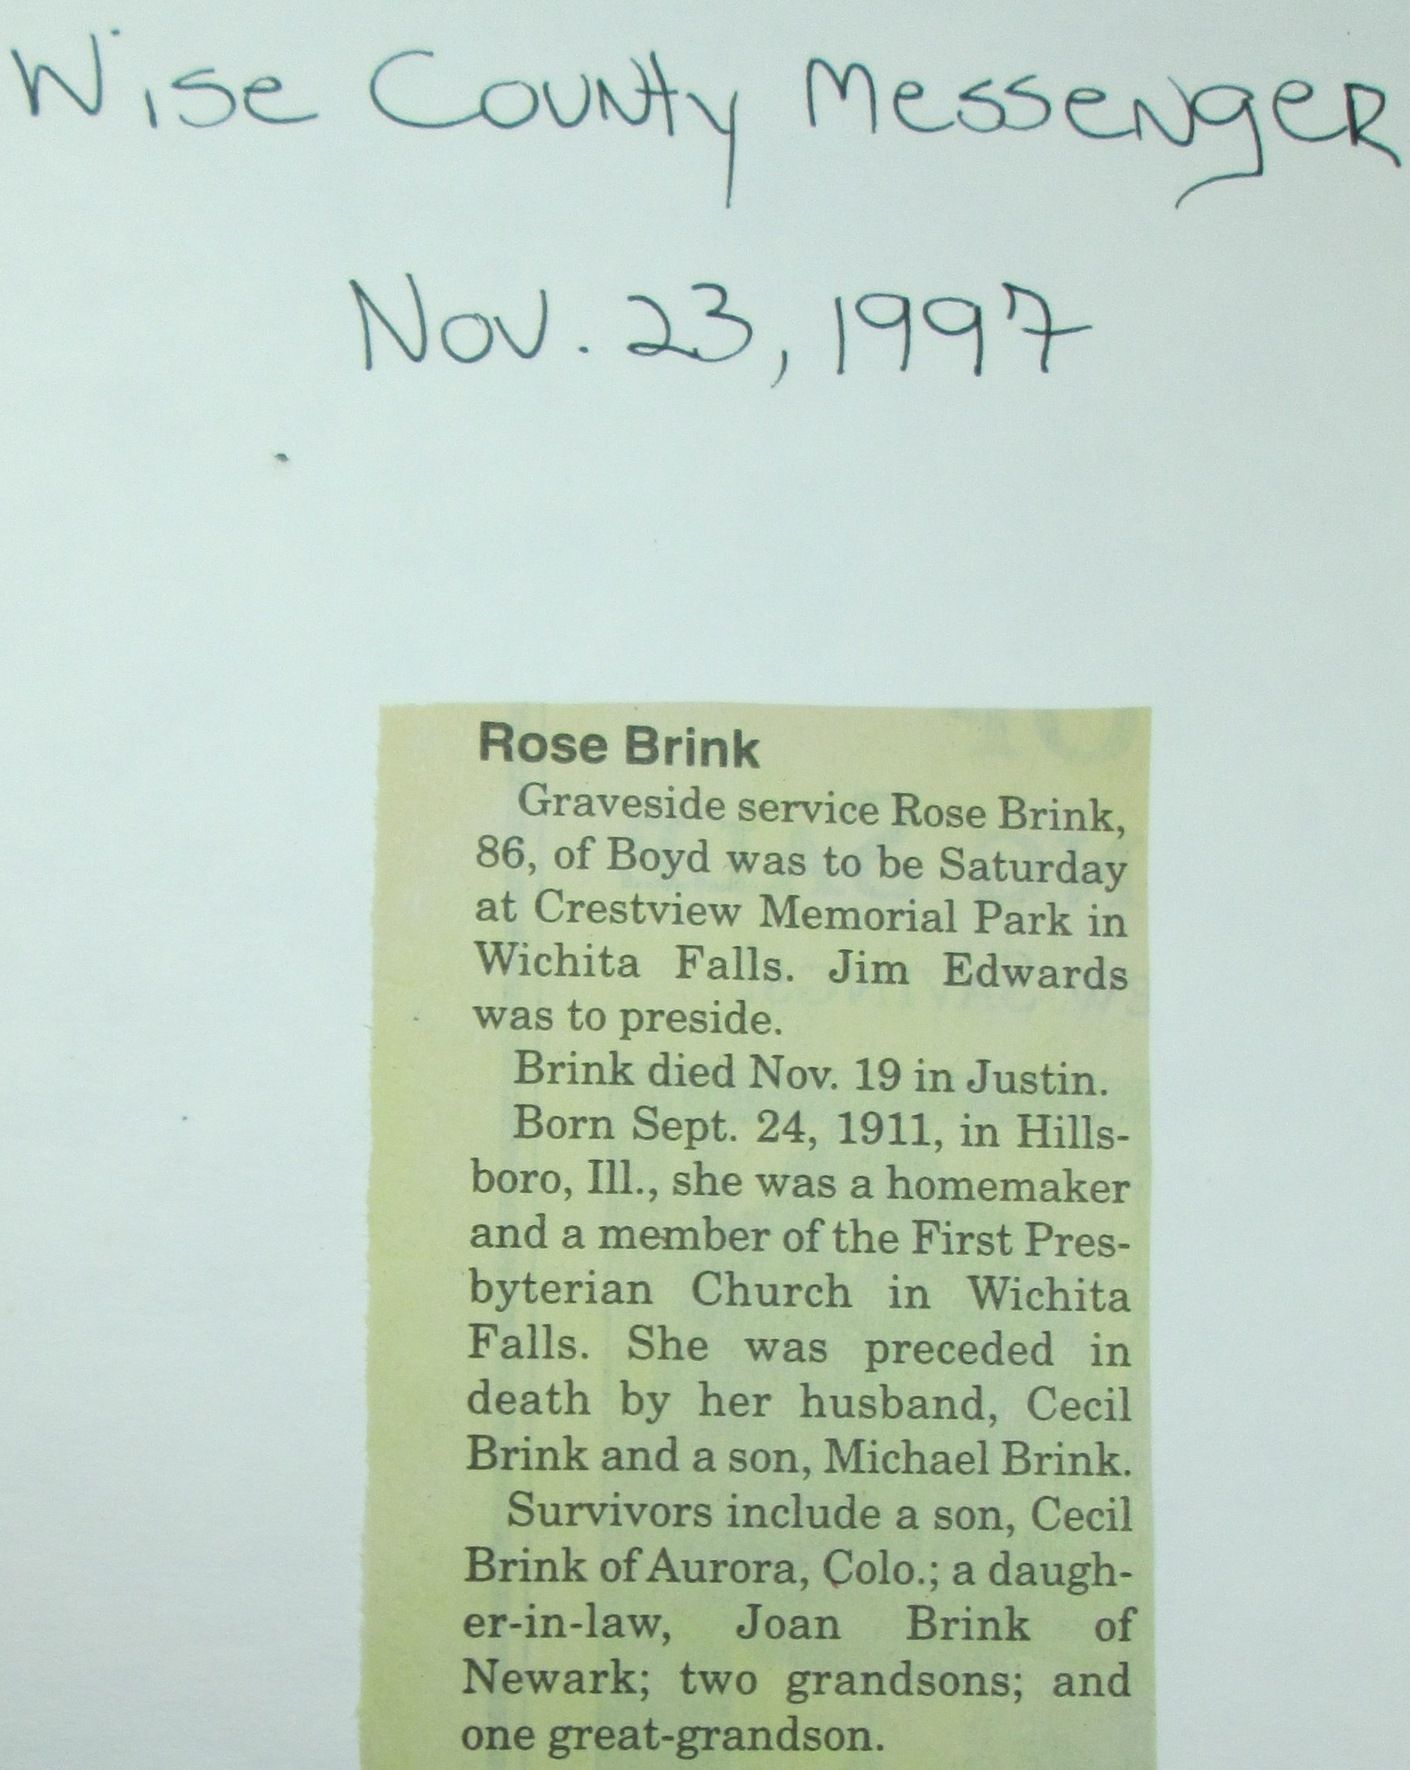 Wise County Messenger
Nov. 23, 1997
Rose Brink
Graveside service Rose Brink,
86, of Boyd was to be Saturday
at Crestview Memorial Park in
Wichita Falls. Jim Edwards
was to preside.
Brink died Nov. 19 in Justin.
Born Sept. 24, 1911, in Hills-
boro, Ill., she was a homemaker
and a member of the First Pres-
byterian Church in Wichita
Falls. She was preceded in
death by her husband, Cecil
Brink and a son, Michael Brink.
Survivors include a son, Cecil
Brink of Aurora, Colo.; a daugh-
er-in-law, Joan Brink of
Newark; two grandsons; and
one great-grandson.